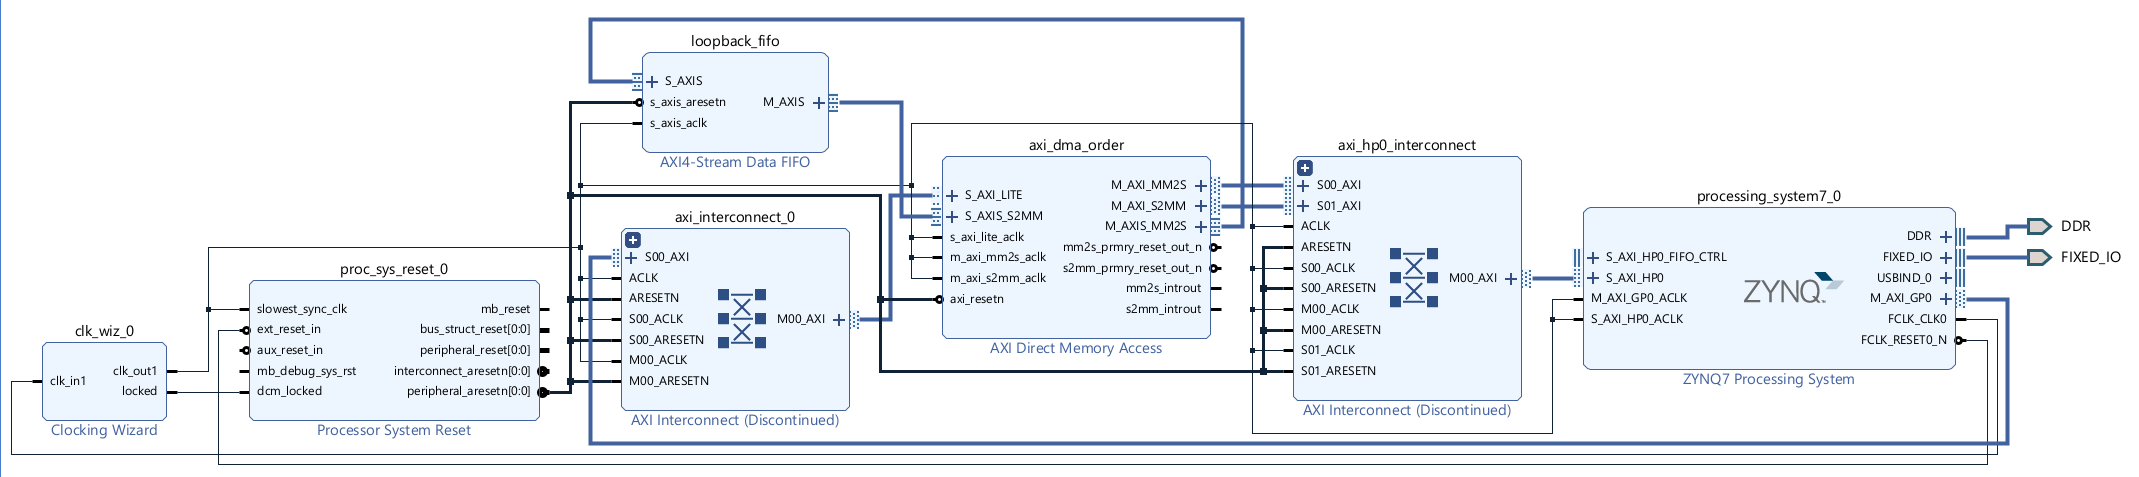 loopback_fifo
S_AXIS
s_axis_aresetn
s_axis_aclk
M_AXIS
AXI4-Stream Data FIFO
axi_dma_order
S_AXI_LITE
S_AXIS_S2MM
s_axi_lite_aclk
m_axi_mm2s_aclk
m_axi_s2mm_aclk
axi_resetn
M_AXI_MM2S
M_AXI_S2MM
M_AXIS_MM2S
mm2s_prmry_reset_out_n
s2mm_prmry_reset_out_n
mm2s_introut
s2mm_introut
AXI Direct Memory Access
axi_hp0_interconnect
S00_AXI
S01_AXI
ACLK
ARESETN
S00_ACLK
S00_ARESETN
M00_ACLK
M00_ARESETN
S01_ACLK
S01_ARESETN
M00_AXI
AXI Interconnect (Discontinued)
processing_system7_0
S_AXI_HP0_FIFO_CTRL
S_AXI_HP0
M_AXI_GP0_ACLK
S_AXI_HP0_ACLK
ZYNQ
DDR
FIXED_IO
USBIND_0
M_AXI_GP0
FCLK_CLK0
FCLK_RESET0_N
ZYNQ7 Processing System
DDR
FIXED_IO
axi_interconnect_0
S00_AXI
ACLK
ARESETN
S00_ACLK
S00_ARESETN
M00_ACLK
M00_ARESETN
M00_AXI
AXI Interconnect (Discontinued)
proc_sys_reset_0
slowest_sync_clk
ext_reset_in
aux_reset_in
mb_debug_sys_rst
dcm_locked
mb_reset
bus_struct_reset[0:0]
peripheral_reset[0:0]
interconnect_aresetn[0:0]
peripheral_aresetn[0:0]
Processor System Reset
clk_wiz_0
clk_in1
clk_out1
locked
Clocking Wizard